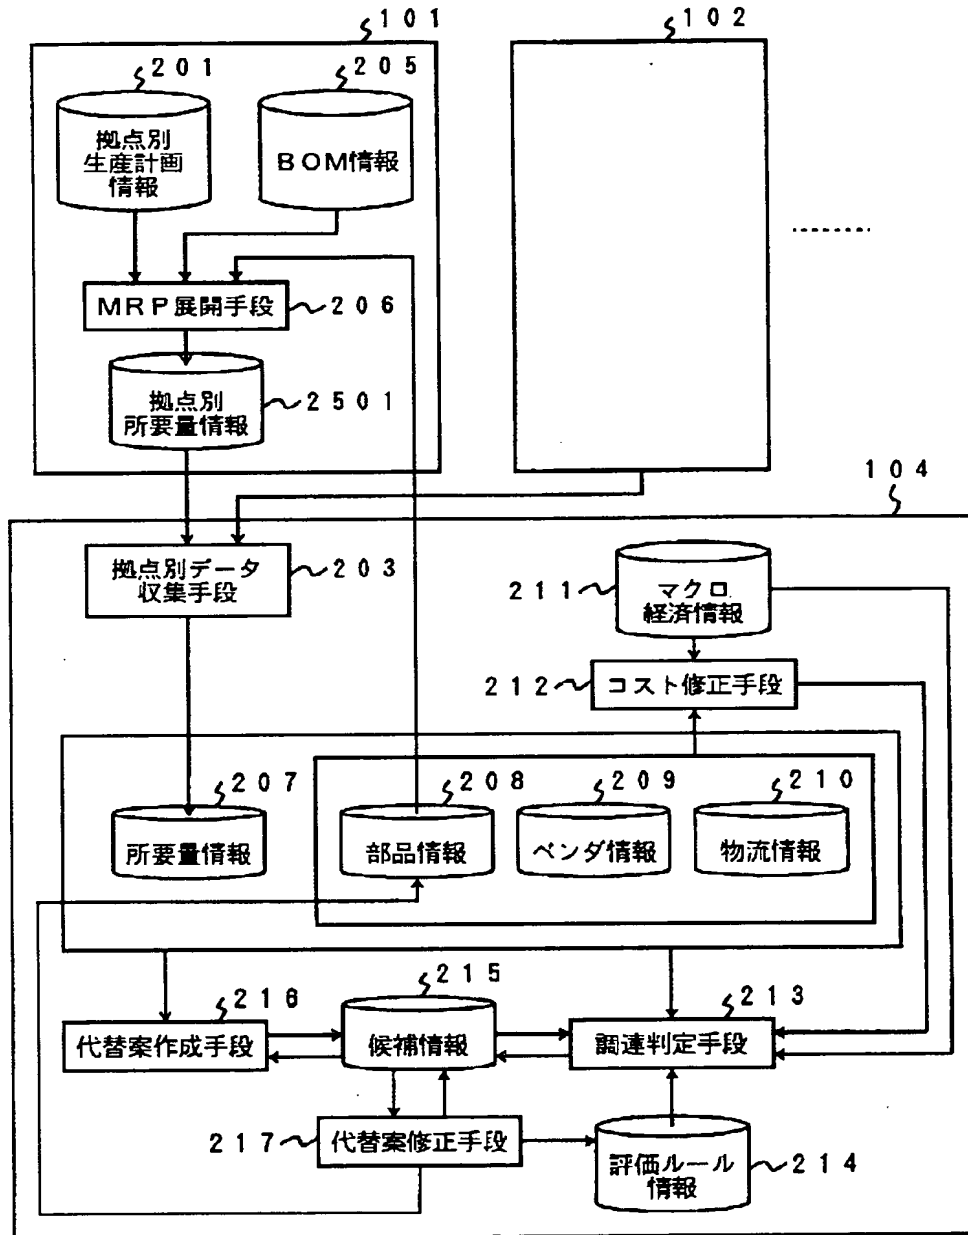 101
102
201
205
拠点別
生産計画
情報
BOM情報
MRP展開手段
206
拠点別
所要量情報
2501
104
拠点別データ
収集手段
203
211
マクロ
経済情報
212
コスト修正手段
207
208
209
210
所要量情報
部品情報
ベンダ情報
物流情報
216
215
213
代替案作成手段
候補情報
調達判定手段
217
代替案修正手段
評価ルール
情報
214